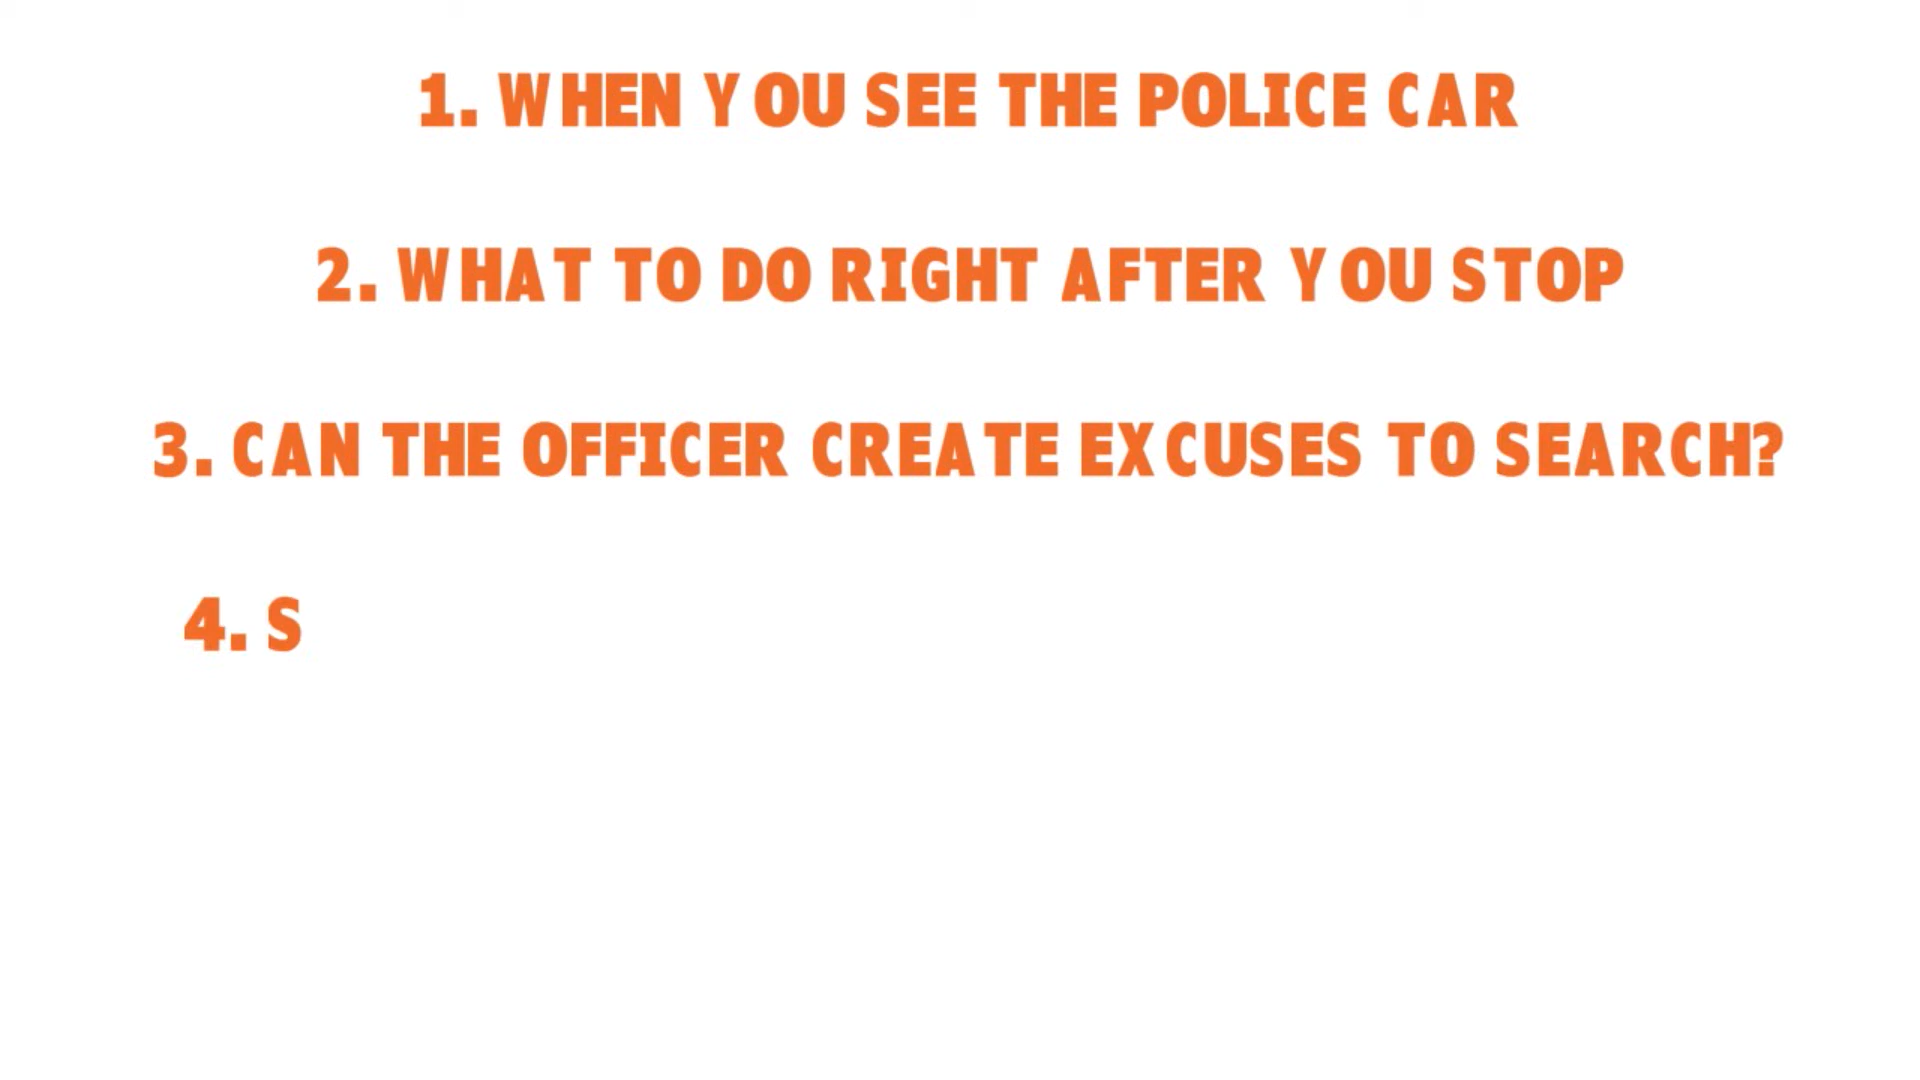 1. WHEN YOU SEE THE POLICE CAR
2. WHAT TO DO RIGHT AFTER YOU STOP
3. CAN THE OFFICER CREATE EXCUSES TO SEARCH?
4. S